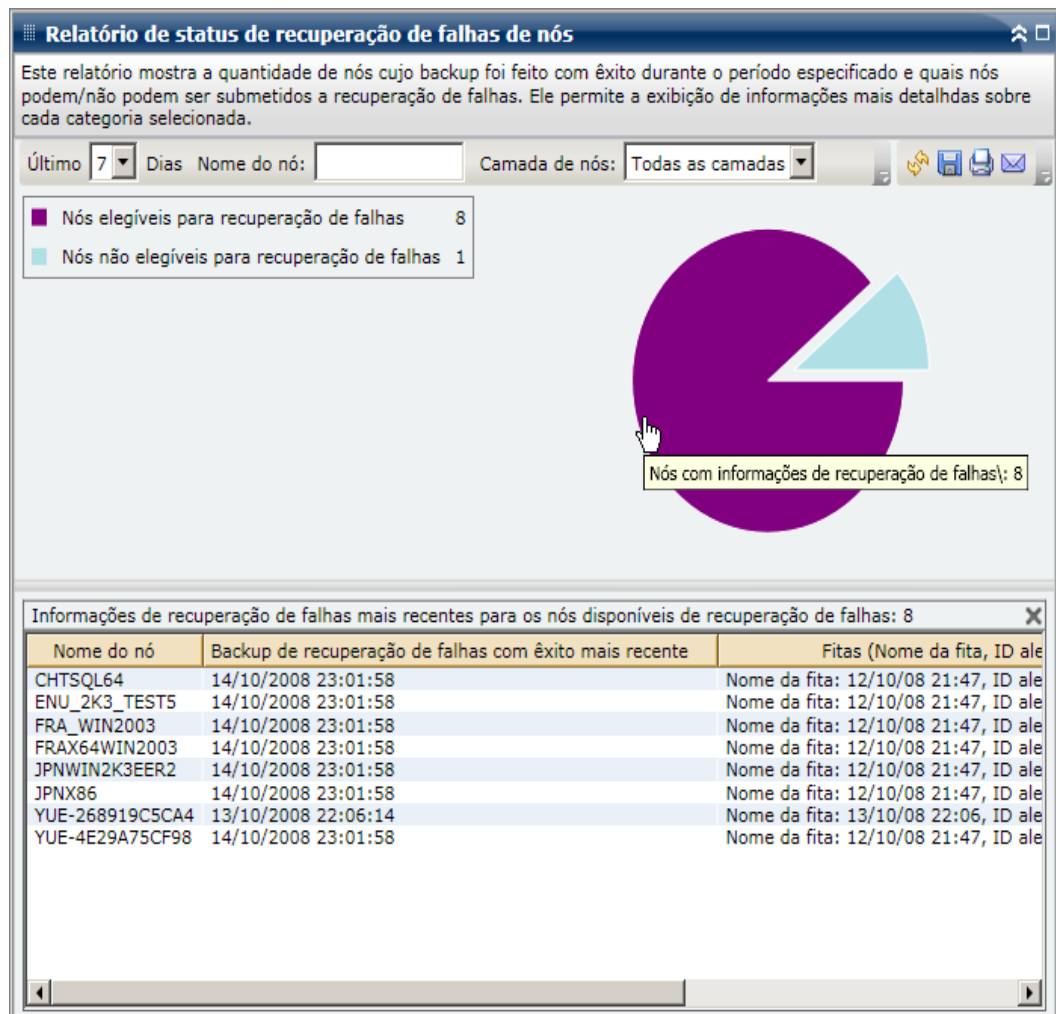 Relatório de status de recuperação de falhas de nós
Este relatório mostra a quantidade de nós cujo backup foi feito com êxito durante o período especificado e quais nós
podem/não podem ser submetidos a recuperação de falhas. Ele permite a exibição de informações mais detalhdas sobre
cada categoria selecionada.
Último 7 Dias Nome do nó: Camada de nós: Todas as camadas
Nós elegíveis para recuperação de falhas 8
Nós não elegíveis para recuperação de falhas 1
Nós com informações de recuperação de falhas\: 8
Informações de recuperação de falhas mais recentes para os nós disponíveis de recuperação de falhas: 8
Nome do nó Backup de recuperação de falhas com êxito mais recente Fitas (Nome da fita, ID ale
CHTSQL64 14/10/2008 23:01:58 Nome da fita: 12/10/08 21:47, ID ale
ENU_2K3_TEST5 14/10/2008 23:01:58 Nome da fita: 12/10/08 21:47, ID ale
FRA_WIN2003 14/10/2008 23:01:58 Nome da fita: 12/10/08 21:47, ID ale
FRAX64WIN2003 14/10/2008 23:01:58 Nome da fita: 12/10/08 21:47, ID ale
JPNWIN2K3EER2 14/10/2008 23:01:58 Nome da fita: 12/10/08 21:47, ID ale
JPNX86 14/10/2008 23:01:58 Nome da fita: 12/10/08 21:47, ID ale
YUE-268919C5CA4 13/10/2008 22:06:14 Nome da fita: 13/10/08 22:06, ID ale
YUE-4E29A75CF98 14/10/2008 23:01:58 Nome da fita: 12/10/08 21:47, ID ale